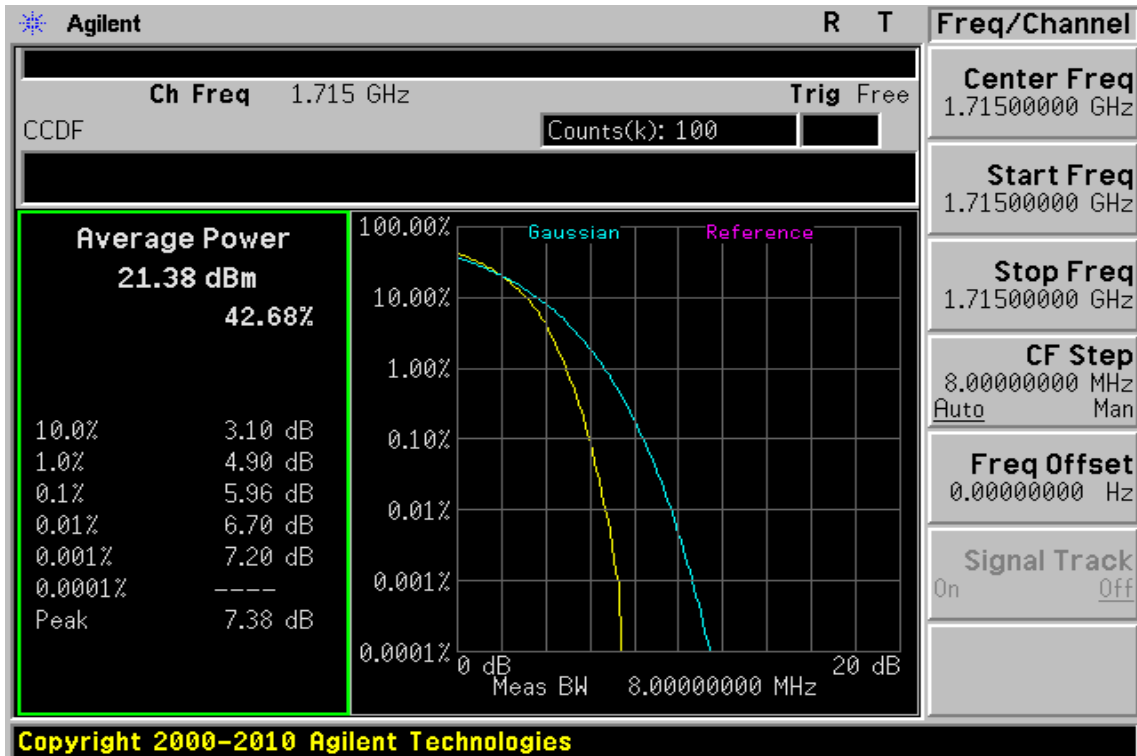 Agilent R T
Ch Freq 1.715 GHz Trig Free
CCDF Counts(k): 100
Average Power
21.38 dBm
42.68%
10.0% 3.10 dB
1.0% 4.90 dB
0.1% 5.96 dB
0.01% 6.70 dB
0.001% 7.20 dB
0.0001% ----
Peak 7.38 dB
Gaussian Reference
100.00%
10.00%
1.00%
0.10%
0.01%
0.001%
0.0001%
0 dB 20 dB
Meas BW 8.00000000 MHz
Freq/Channel
Center Freq
1.71500000 GHz
Start Freq
1.71500000 GHz
Stop Freq
1.71500000 GHz
CF Step
8.00000000 MHz
Auto Man
Freq Offset
0.00000000 Hz
Signal Track
On Off
Copyright 2000-2010 Agilent Technologies